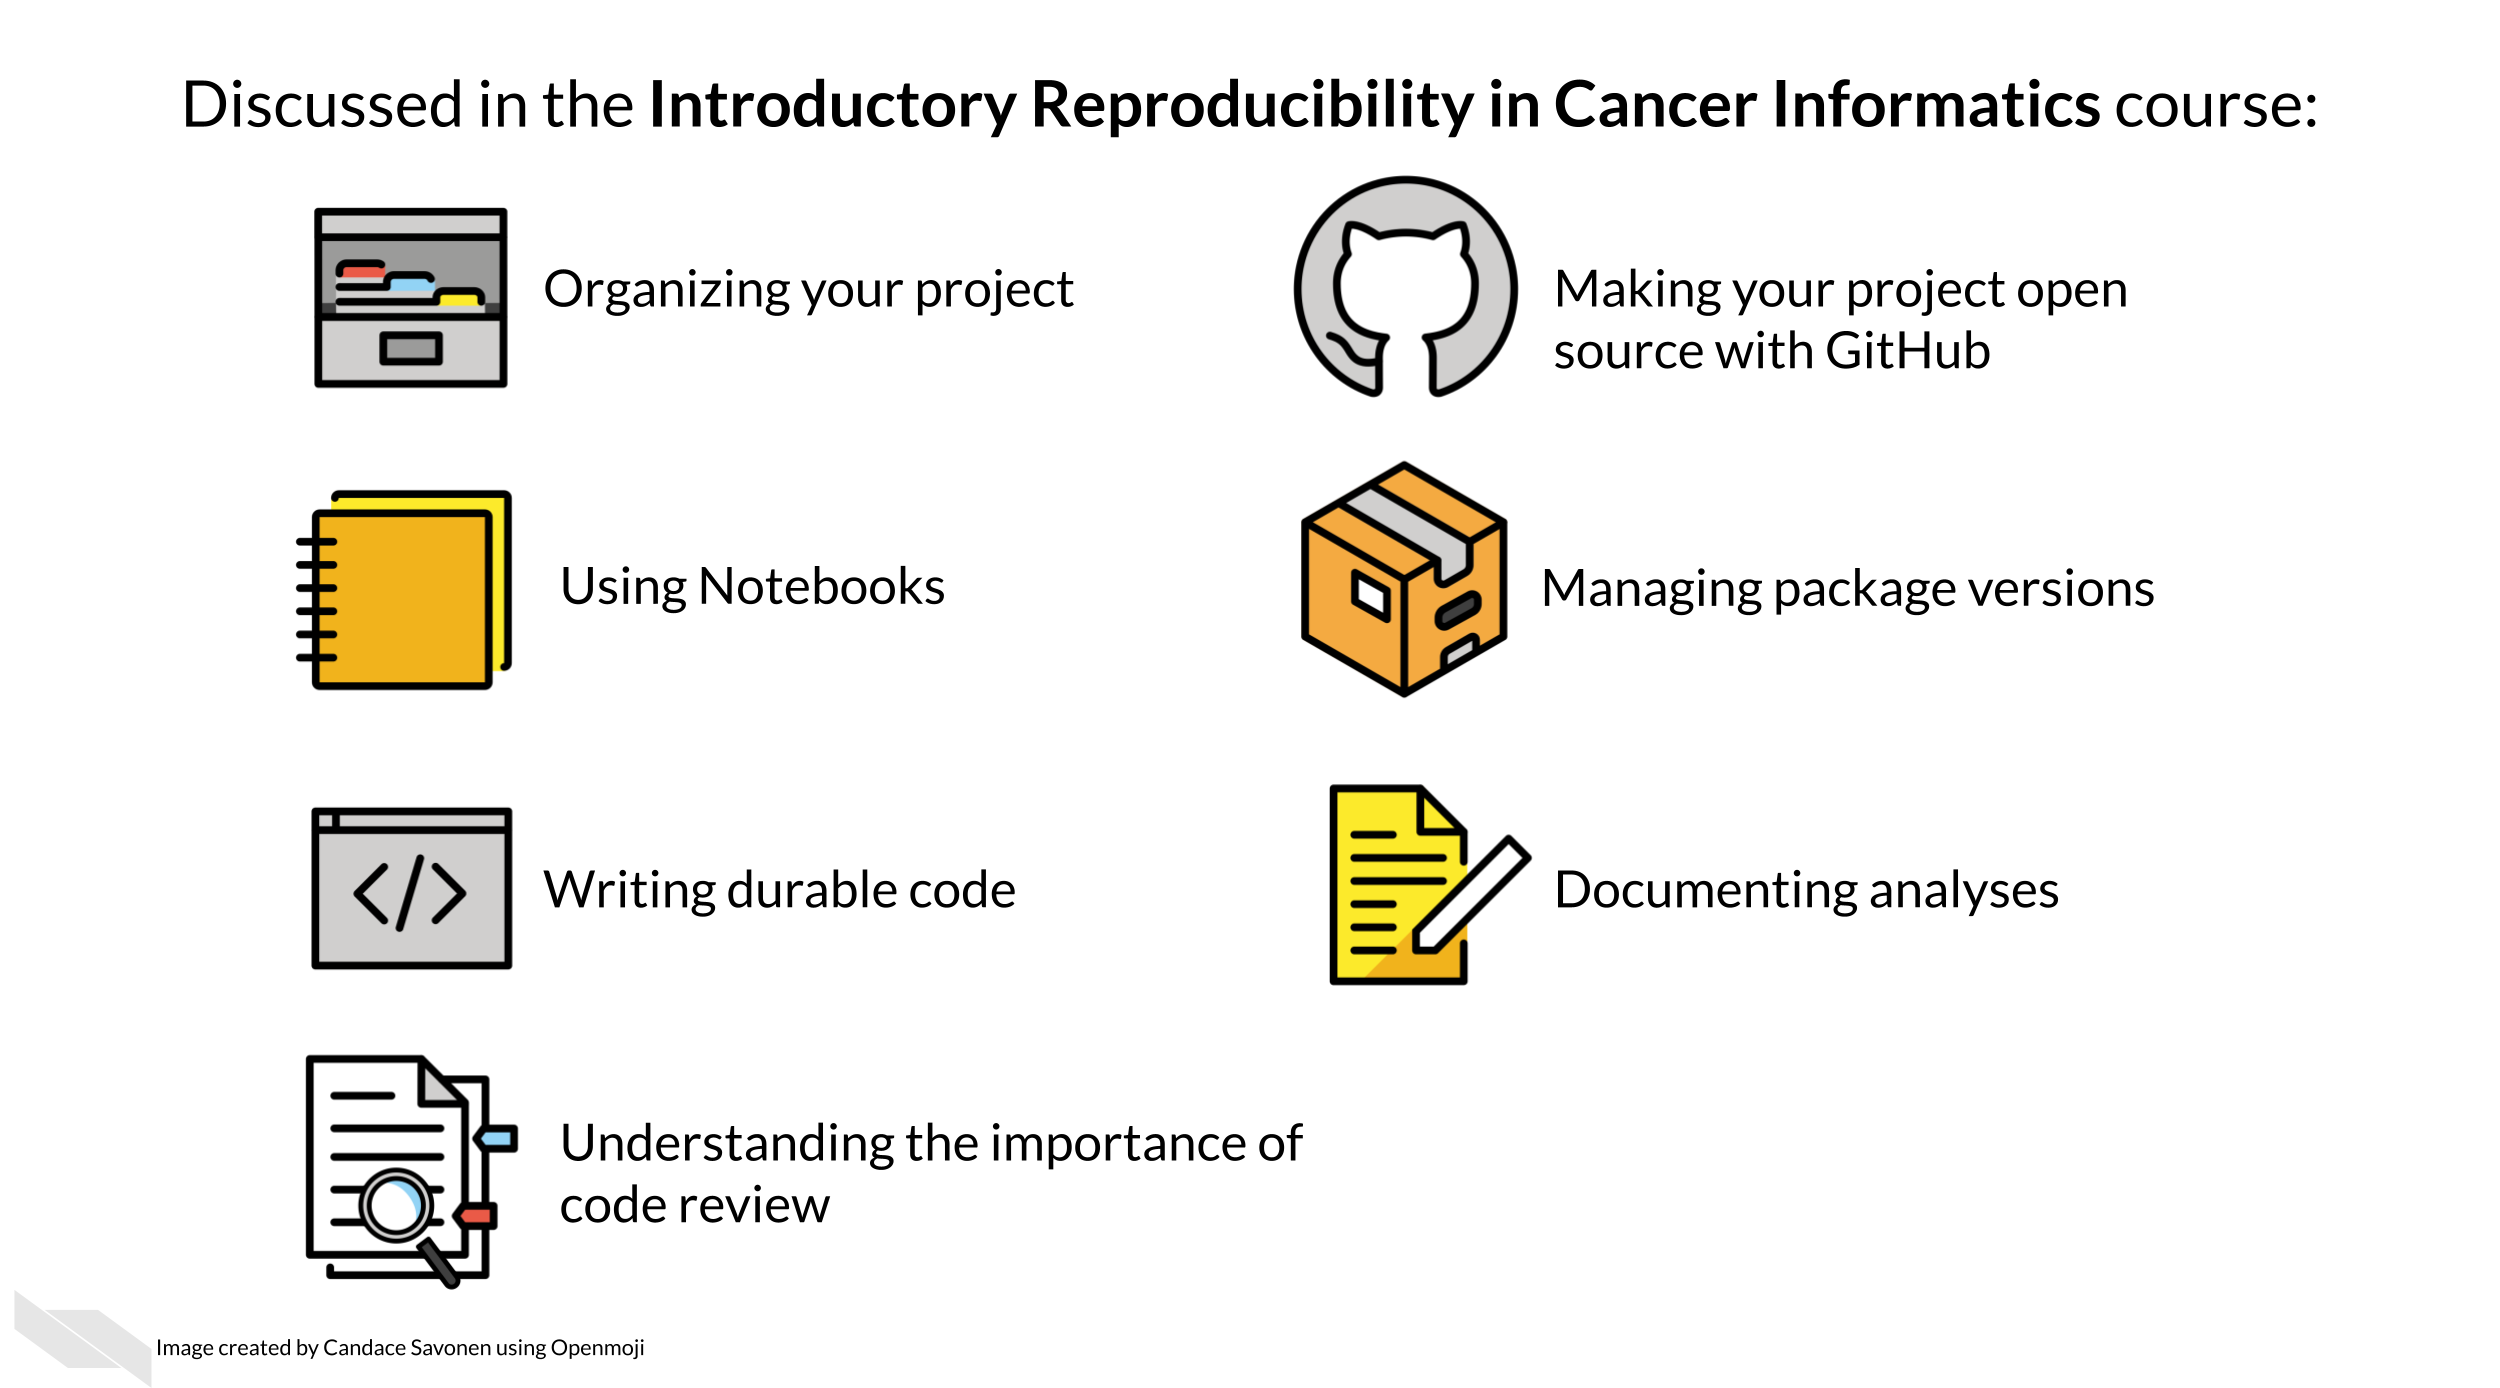 Discussed in the Introductory Reproducibility in Cancer Informatics course:
Organizing your project
Making your project open
source with GitHub
Using Notebooks
Managing package versions
Writing durable code
Documenting analyses
Understanding the importance of
code review
Image created by Candace Savonen using Openmoji